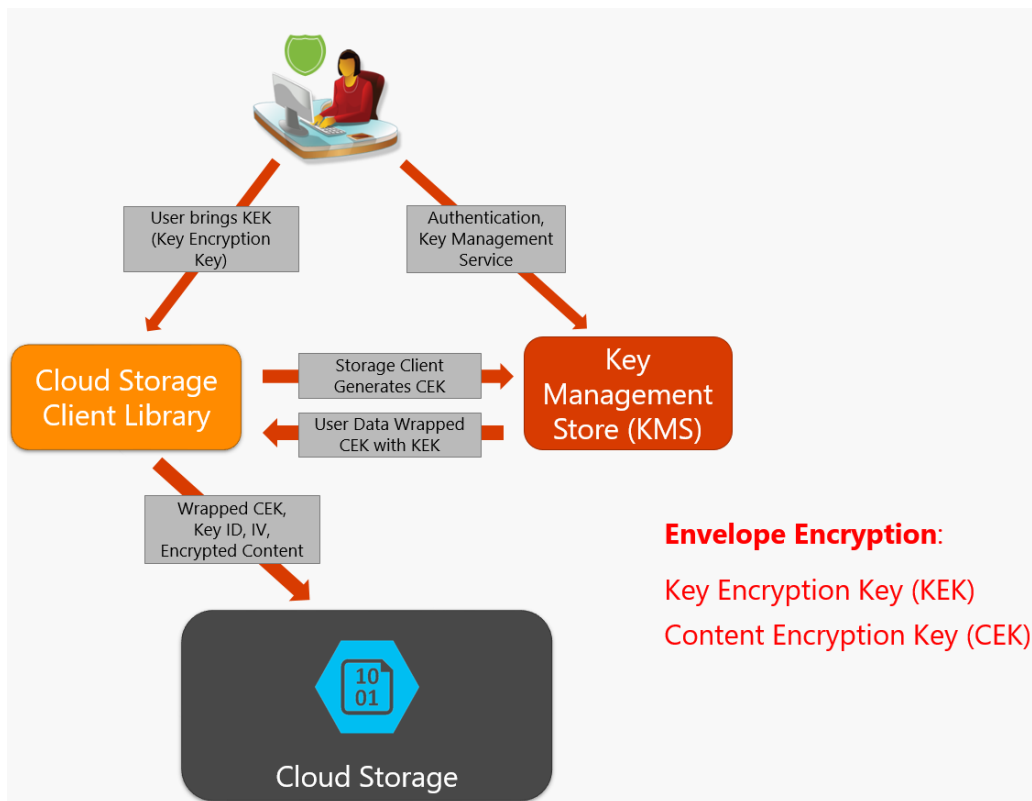 User brings KEK
(Key Encryption
Key)
Authentication,
Key Management
Service
Cloud Storage
Client Library
Storage Client
Generates CEK
User Data Wrapped
CEK with KEK
Key
Management
Store (KMS)
Wrapped CEK,
Key ID, IV,
Encrypted Content
Envelope Encryption:
Key Encryption Key (KEK)
Content Encryption Key (CEK)
10
01
Cloud Storage